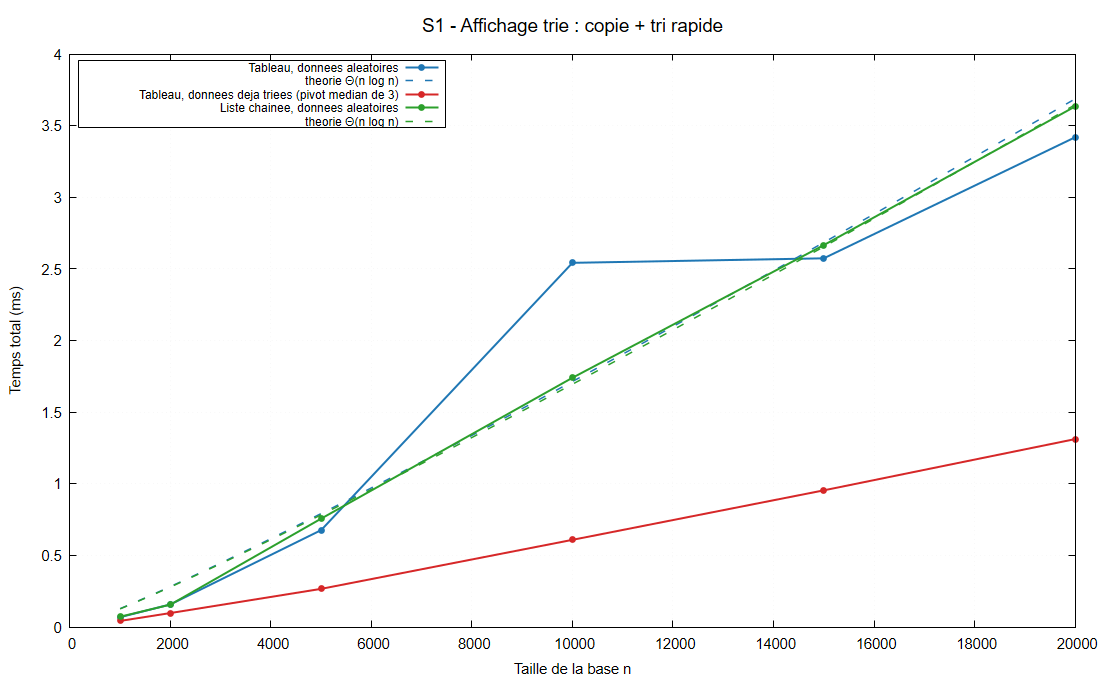 S1 - Affichage trie : copie + tri rapide
Tableau, donnees aleatoires
theorie Θ(n log n)
Tableau, donnees deja triees (pivot median de 3)
Liste chainee, donnees aleatoires
theorie Θ(n log n)
4
3.5
3
2.5
2
1.5
1
0.5
0
Temps total (ms)
0 2000 4000 6000 8000 10000 12000 14000 16000 18000 20000
Taille de la base n